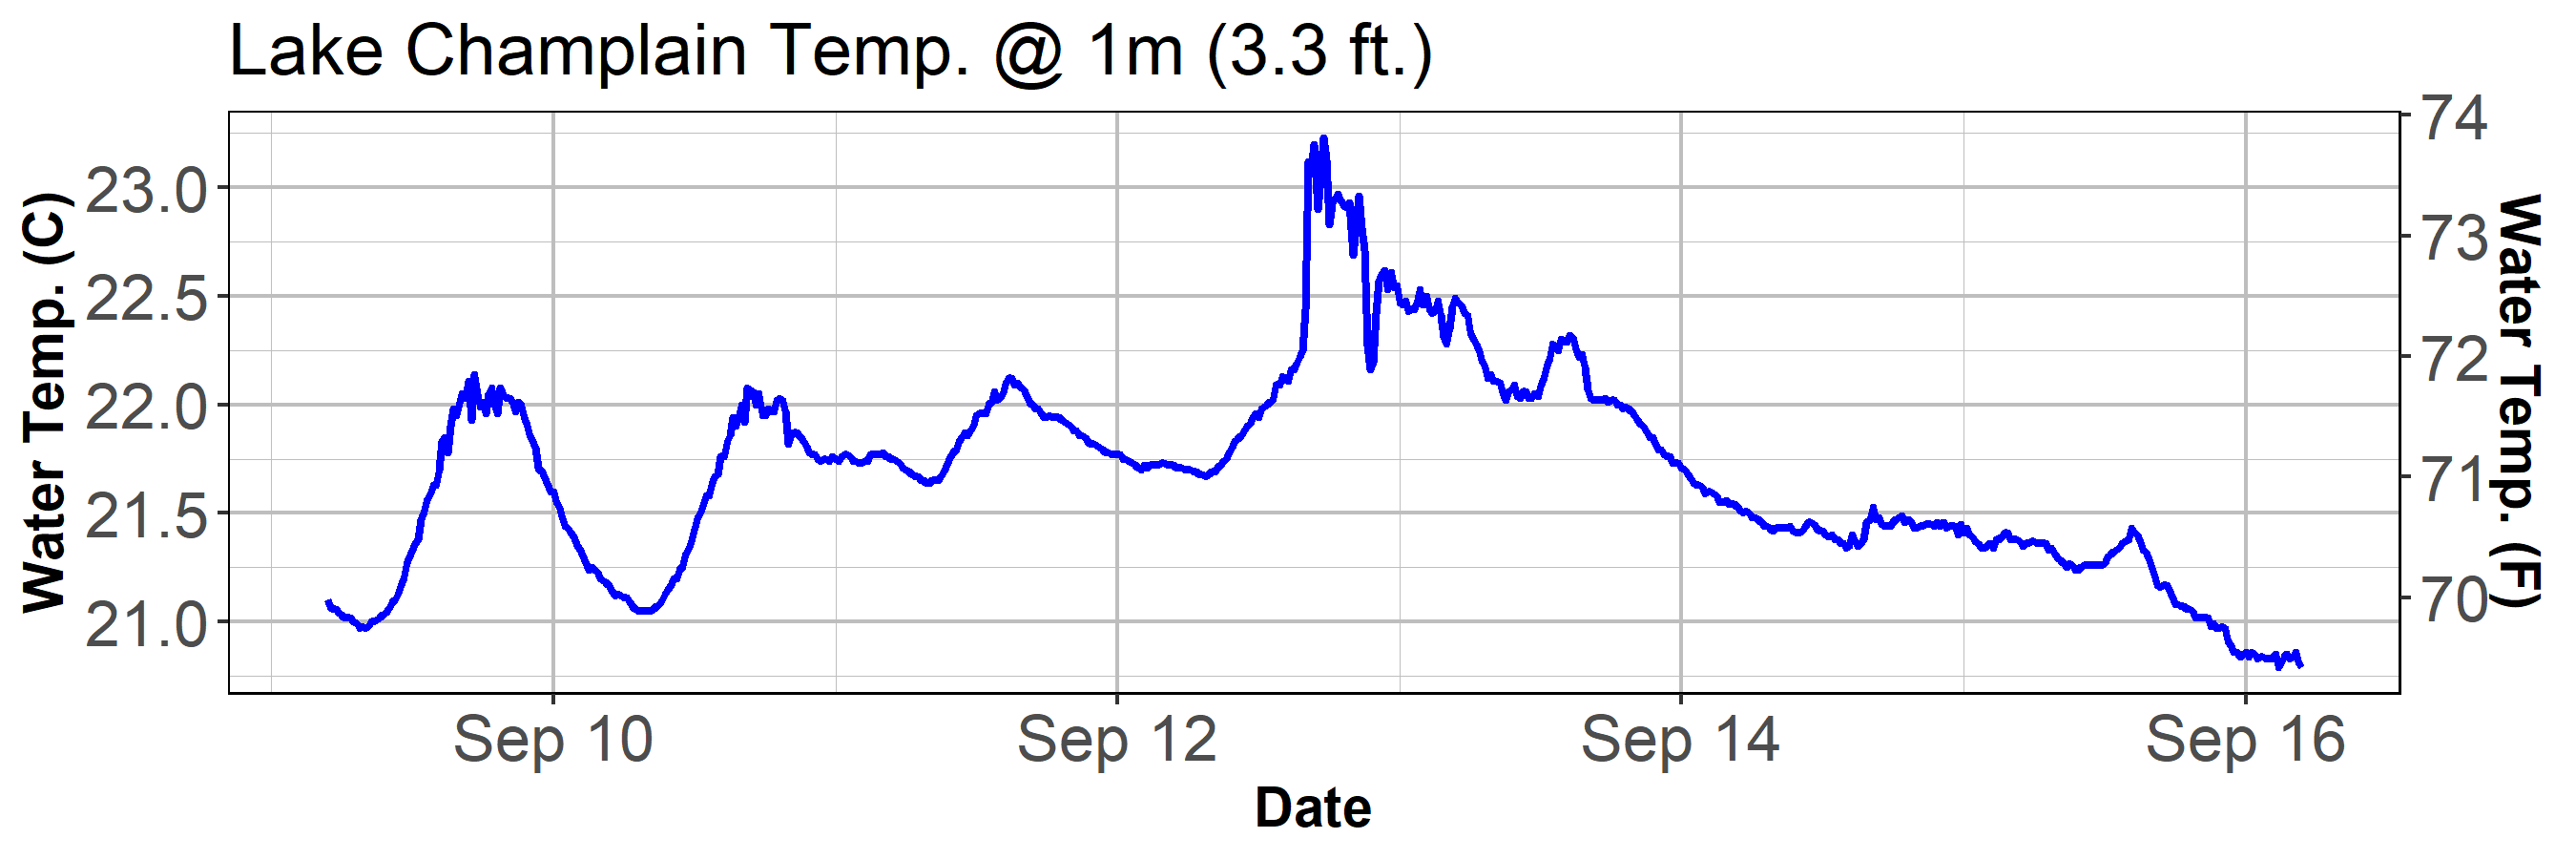 Lake Champlain Temp. @ 1m (3.3 ft.)
Water Temp. (C)
23.0
22.5
22.0
21.5
21.0
74
73
72
71
70
Water Temp. (F)
Sep 10
Sep 12
Sep 14
Sep 16
Date